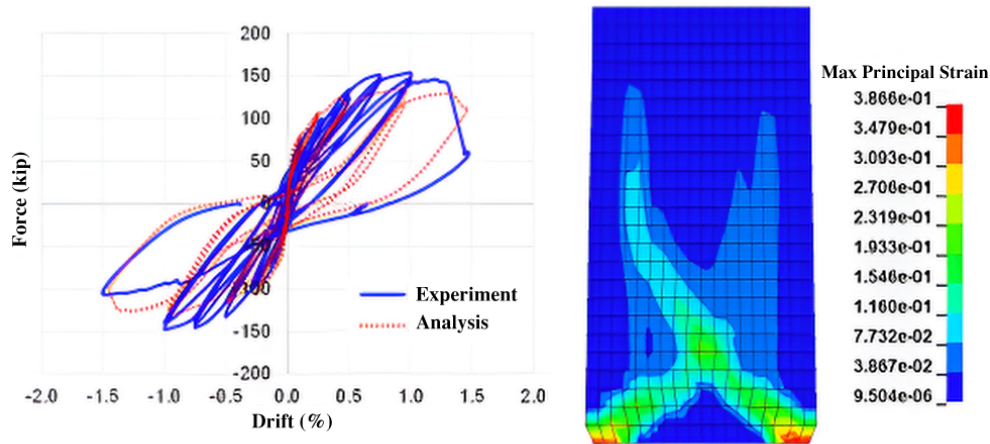 200
150
100
50
0
-150
-200
-2.0 -1.5 -1.0 -0.5 0.0 0.5 1.0 1.5 2.0
Drift (%)
Force (kip)
Experiment
Analysis
Max Principal Strain
3.866e-01
3.479e-01
3.093e-01
2.706e-01
2.319e-01
1.933e-01
1.546e-01
1.160e-01
7.732e-02
3.867e-02
9.504e-06